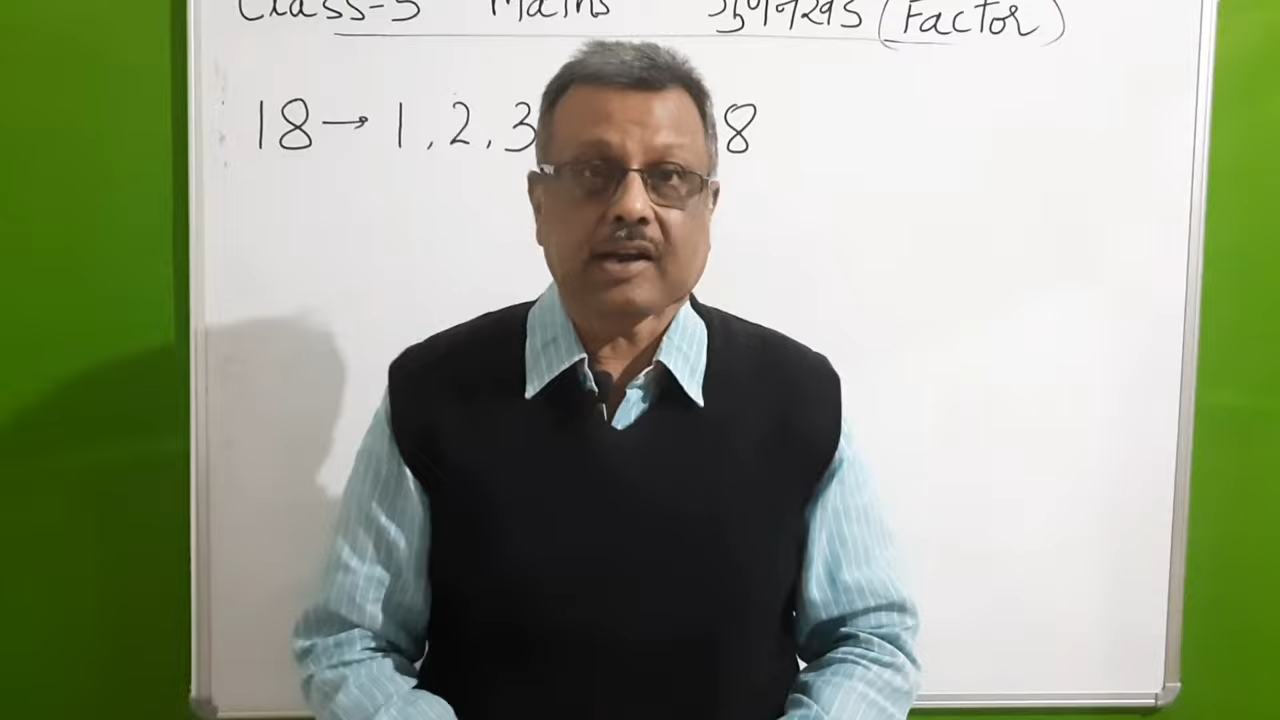 Class-5 Maths गुणनखंड (Factor)
18→ 1, 2, 3 8